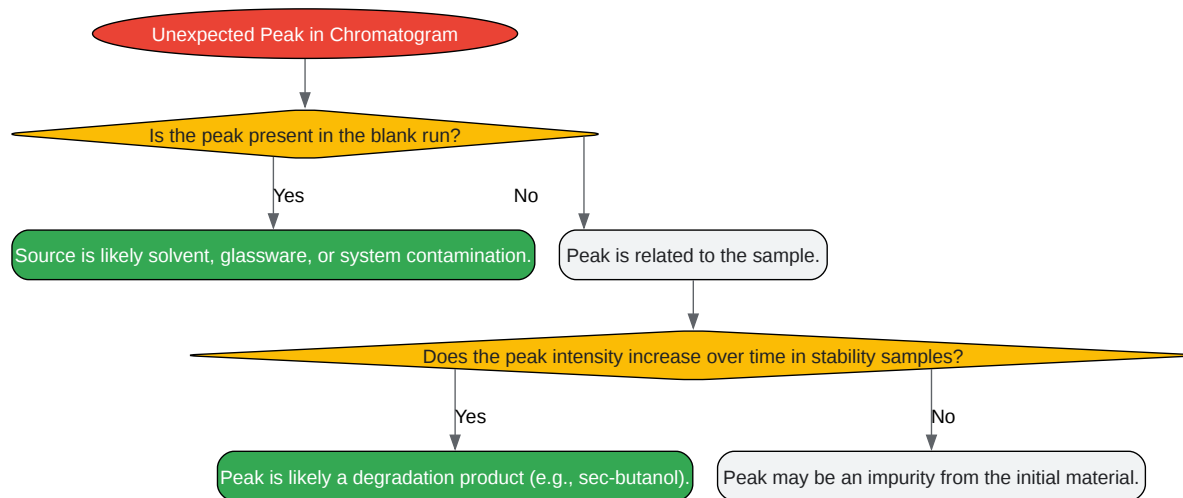 Unexpected Peak in Chromatogram
Is the peak present in the blank run?
Yes
No
Source is likely solvent, glassware, or system contamination.
Peak is related to the sample.
Does the peak intensity increase over time in stability samples?
Yes
No
Peak is likely a degradation product (e.g., sec-butanol).
Peak may be an impurity from the initial material.